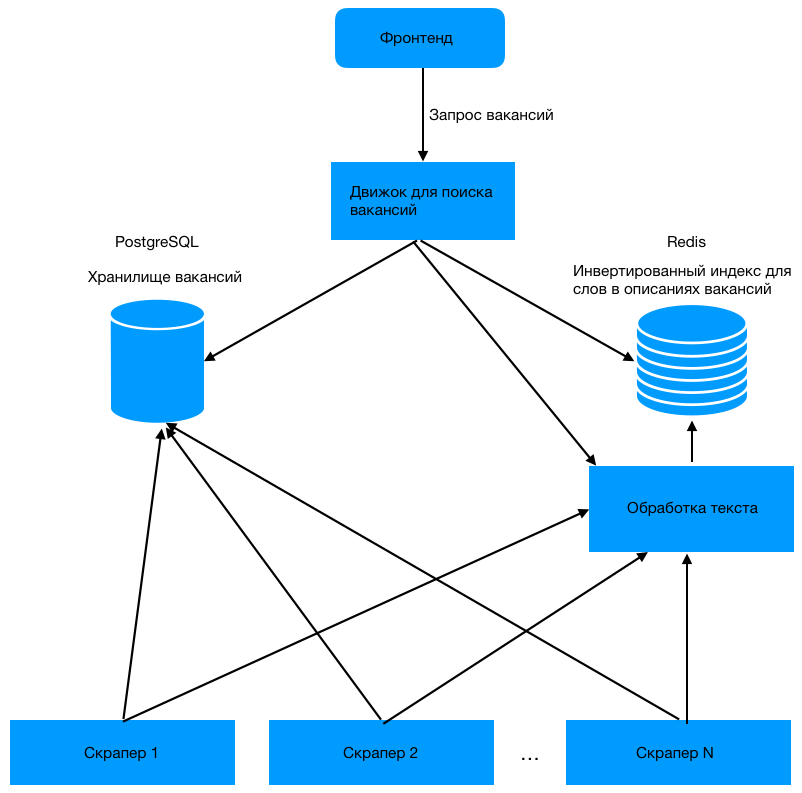 Фронтенд
Запрос вакансий
Движок для поиска
вакансий
PostgreSQL
Хранилище вакансий
Redis
Инвертированный индекс для
слов в описаниях вакансий
Обработка текста
Скрапер 1
Скрапер 2
...
Скрапер N